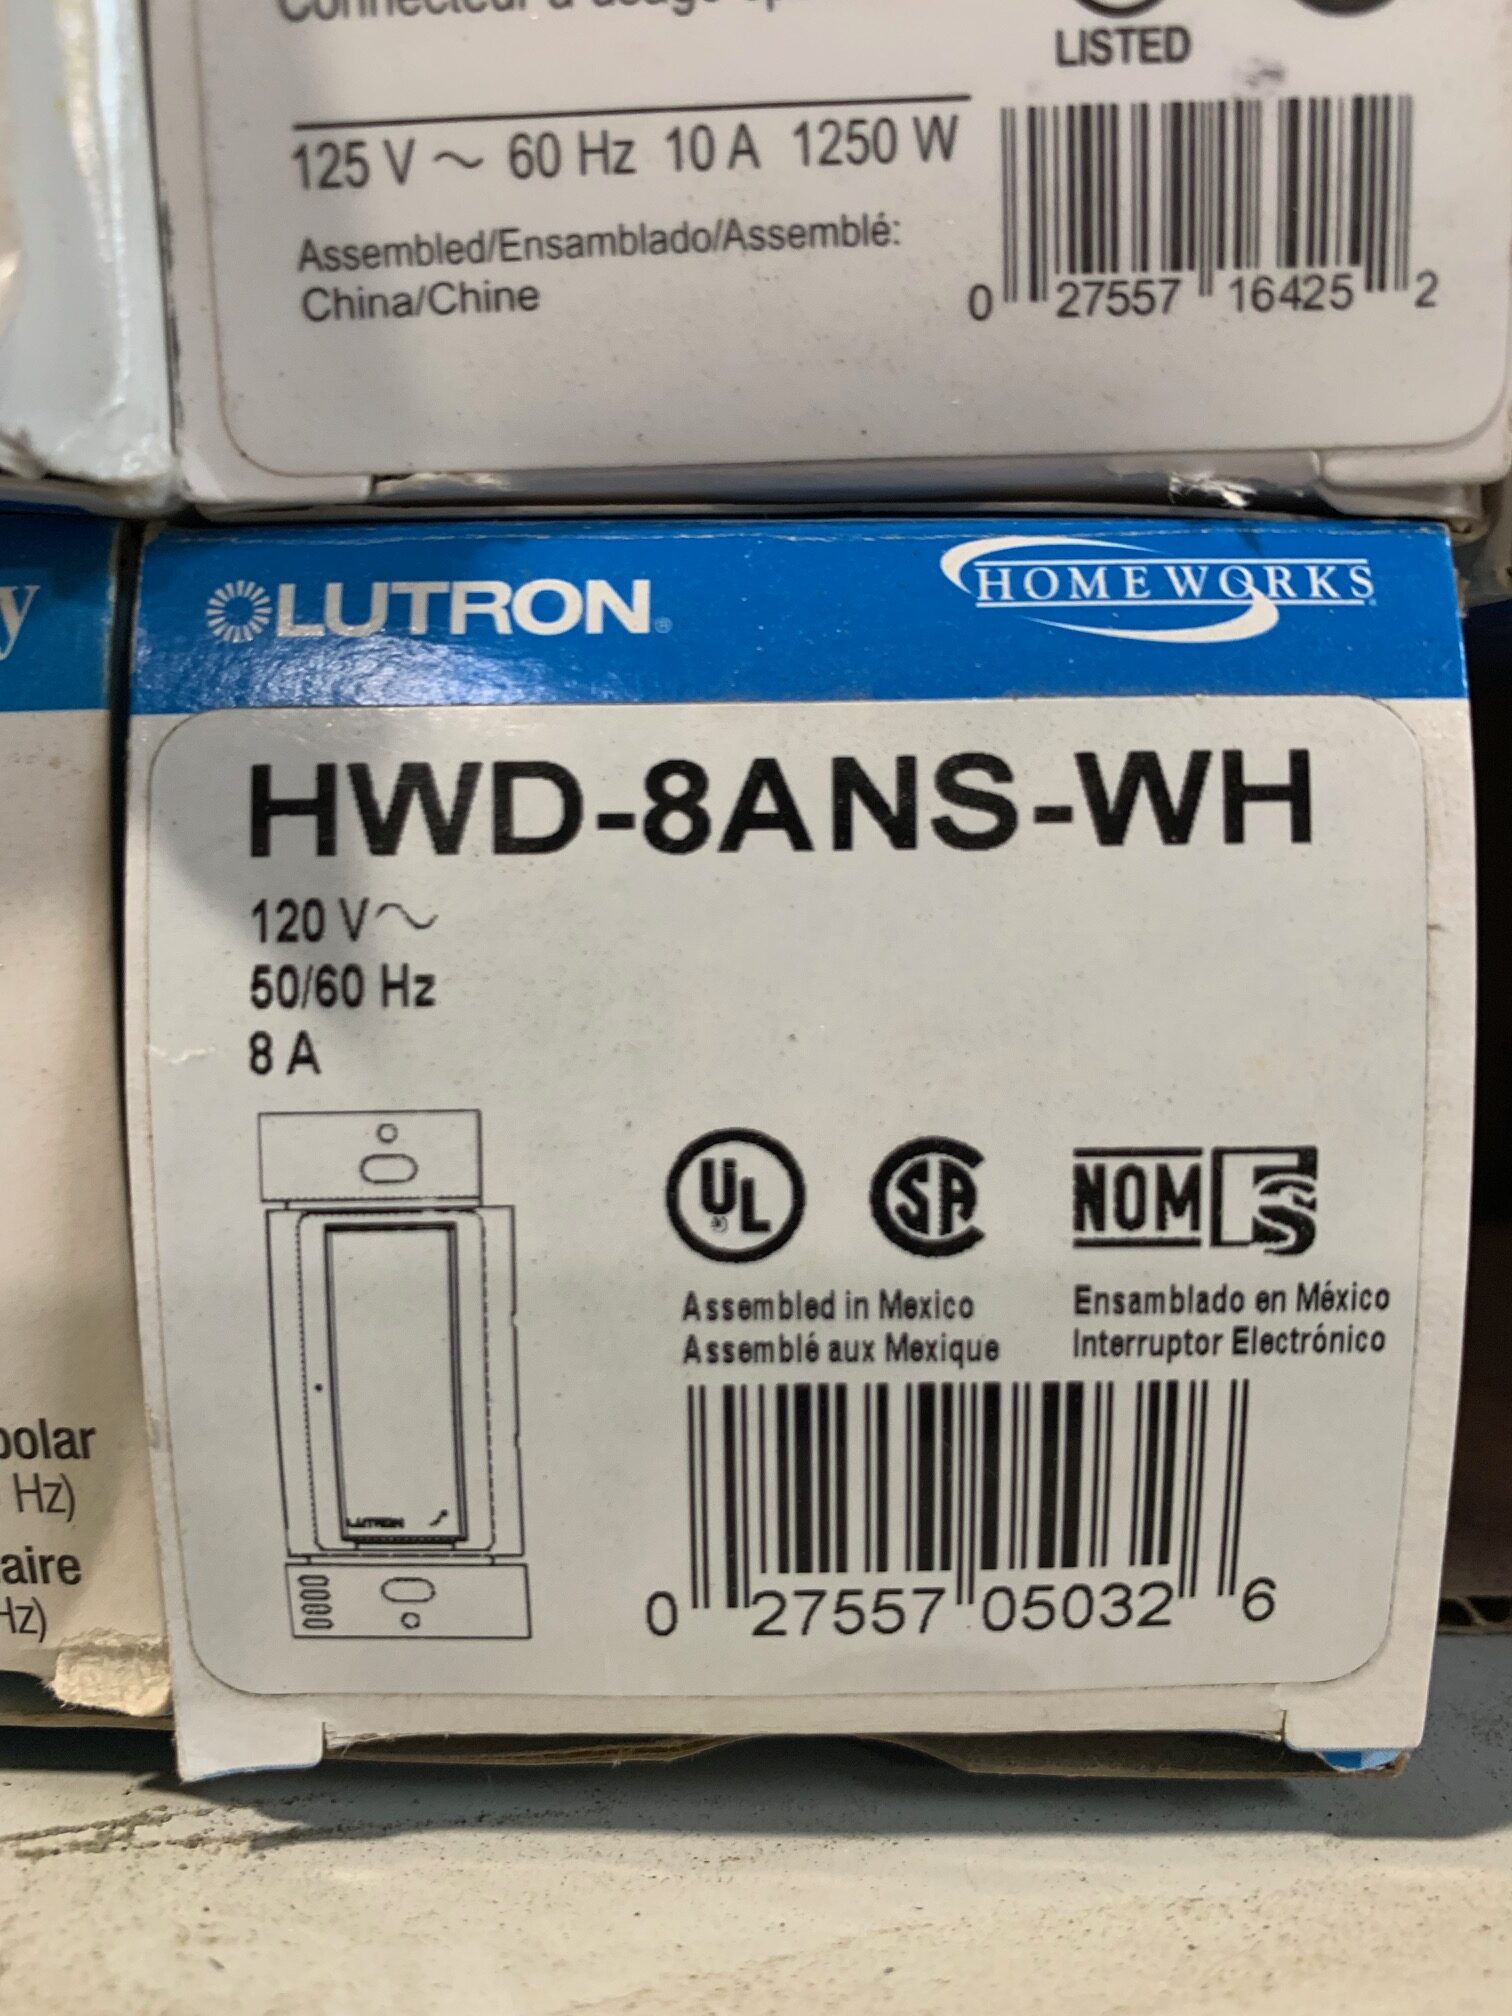 LISTED
125 V ~ 60 Hz 10 A 1250 W
Assembled/Ensamblado/Assemblé:
China/Chine
0 27557 16425 2
LUTRON®
HOMEWORKS®
HWD-8ANS-WH
120 V~
50/60 Hz
8 A
UL®
SA
NOM
Assembled in Mexico
Assemblé aux Mexique
Ensamblado en México
Interruptor Electrónico
LUTRON
0 27557 05032 6
y
polar
Hz)
aire
Hz)